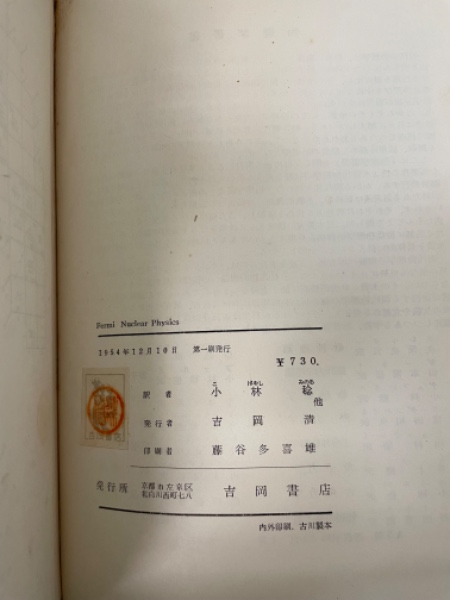 Fermi Nuclear Physics
1954年12月10日 第一刷発行
¥730.
訳者 小林稔
他
発行者 吉岡清
印刷者 藤谷多喜雄
発行所 京都市左京区 吉岡書店
内外印刷、吉川製本